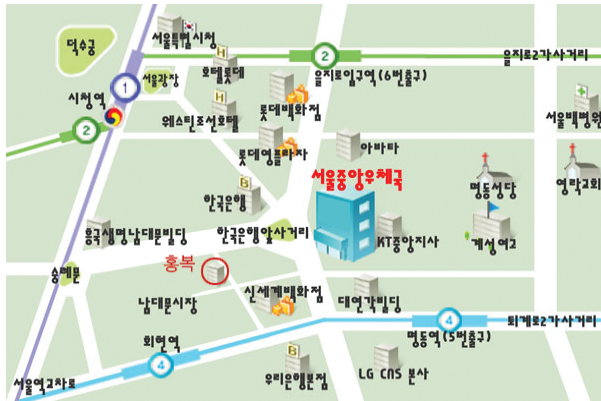 서울특별시청
덕수궁
H
2
을지로2가사거리
호텔롯데
을지로입구역 (6번출구)
서울광장
1
시청역
H
롯데백화점
서울백병원
웨스틴조선호텔
2
아바타
롯데영플라자
서울중앙우체국
명동성당
영락교회
B
한국은행
흥국생명남대문빌딩
한국은행앞사거리
KT중앙지사
계성여고
홍복
숭례문
신세계백화점
대연각빌딩
남대문시장
4
퇴계로2가사거리
명동역 (5번출구)
회현역
4
B
서울역교차로
우리은행본점
LG CNS 본사